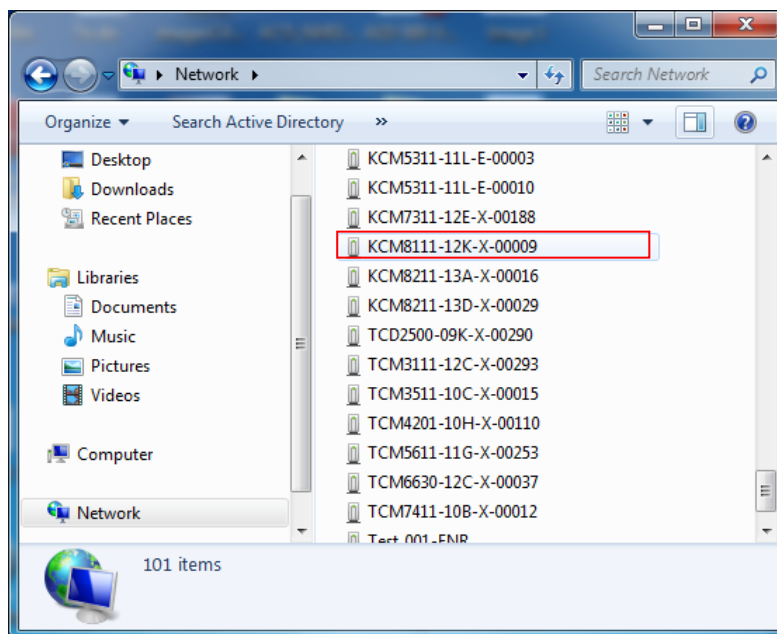 Network
Search Network
Organize
Search Active Directory
»
Desktop
Downloads
Recent Places
Libraries
Documents
Music
Pictures
Videos
Computer
Network
KCM5311-11L-E-00003
KCM5311-11L-E-00010
KCM7311-12E-X-00188
KCM8111-12K-X-00009
KCM8211-13A-X-00016
KCM8211-13D-X-00029
TCD2500-09K-X-00290
TCM3111-12C-X-00293
TCM3511-10C-X-00015
TCM4201-10H-X-00110
TCM5611-11G-X-00253
TCM6630-12C-X-00037
TCM7411-10B-X-00012
Test 001-ENR
101 items